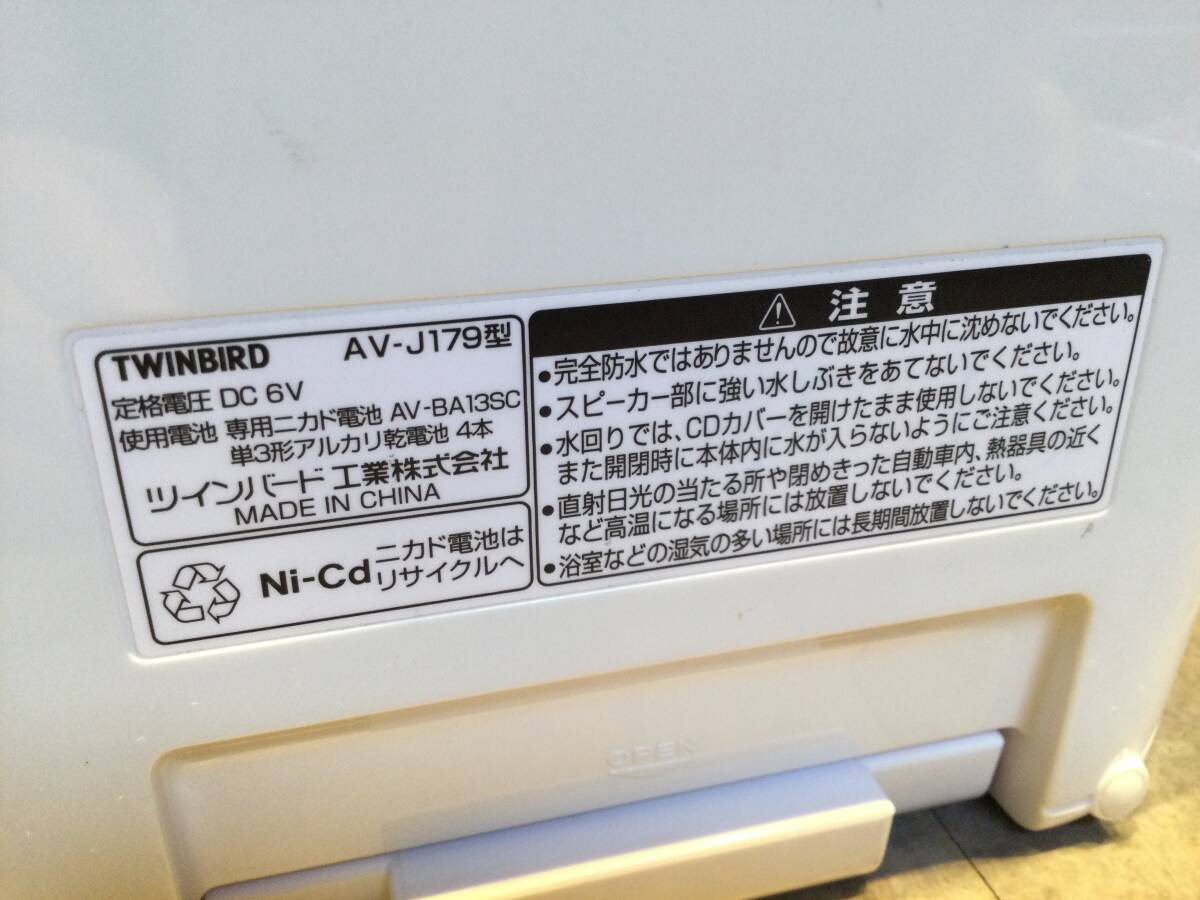 TWINBIRD AV-J179型
定格電圧 DC 6V
使用電池 専用ニカド電池 AV-BA13SC
単3形アルカリ乾電池 4本
ツインバード工業株式会社
MADE IN CHINA
Ni-Cd ニカド電池は
リサイクルへ
注意
•完全防水ではありませんので故意に水中に沈めないでください。
•スピーカー部に強い水しぶきをあてないでください。
•水回りでは、CDカバーを開けたまま使用しないでください。
また開閉時に本体内に水が入らないようにご注意ください。
•直射日光の当たる所や閉めきった自動車内、熱器具の近く
など高温になる場所には放置しないでください。
•浴室などの湿気の多い場所には長期間放置しないでください。
OPEN